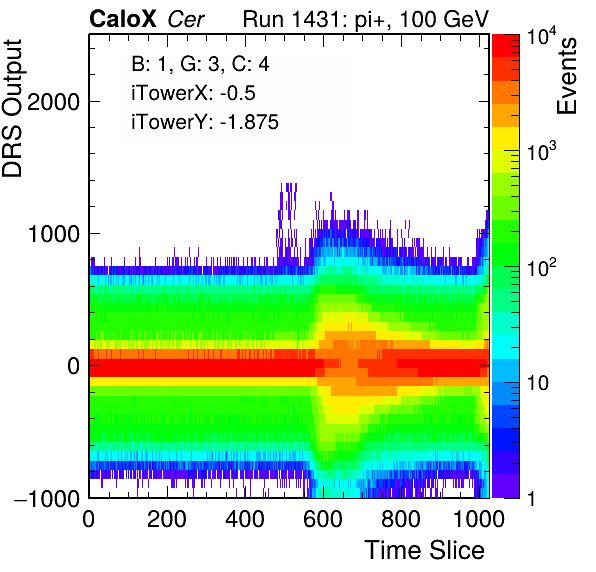 CaloX Cer Run 1431: pi+, 100 GeV
B: 1, G: 3, C: 4
iTowerX: -0.5
iTowerY: -1.875
DRS Output
2000
1000
0
−1000
0 200 400 600 800 1000
Time Slice
Events
10^4
10^3
10^2
10
1